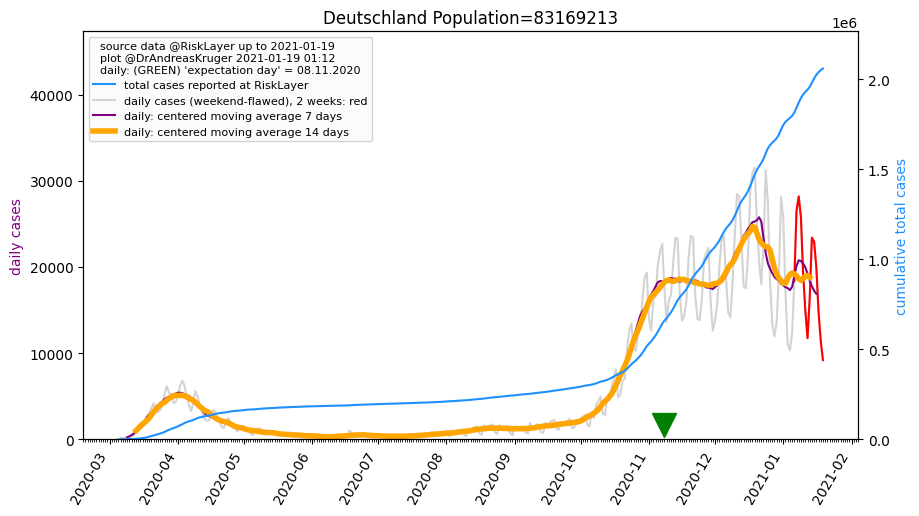 Deutschland Population=83169213
1e6
source data @RiskLayer up to 2021-01-19
plot @DrAndreasKruger 2021-01-19 01:12
daily: (GREEN) 'expectation day' = 08.11.2020
total cases reported at RiskLayer
daily cases (weekend-flawed), 2 weeks: red
daily: centered moving average 7 days
daily: centered moving average 14 days
daily cases
40000
30000
20000
10000
0
cumulative total cases
2.0
1.5
1.0
0.5
0.0
2020-03
2020-04
2020-05
2020-06
2020-07
2020-08
2020-09
2020-10
2020-11
2020-12
2021-01
2021-02